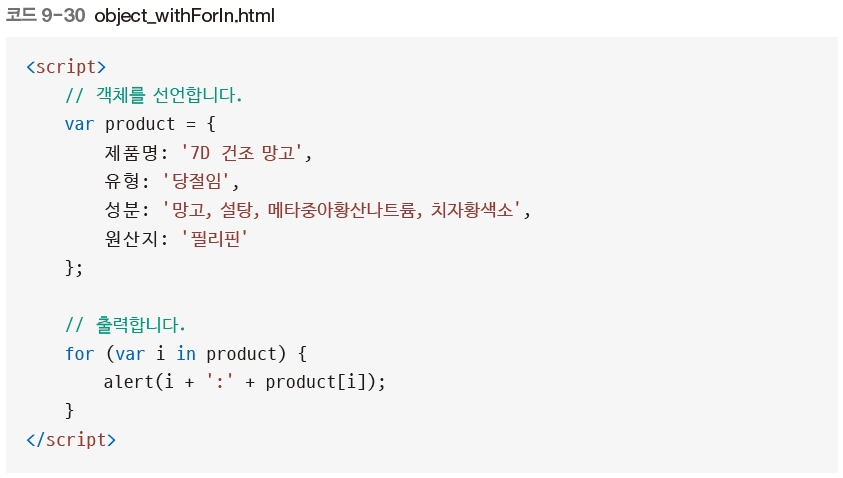 코드 9-30 object_withForIn.html
<script>
// 객체를 선언합니다.
var product = {
제품명: '7D 건조 망고',
유형: '당절임',
성분: '망고, 설탕, 메타중아황산나트륨, 치자황색소',
원산지: '필리핀'
};
// 출력합니다.
for (var i in product) {
alert(i + ':' + product[i]);
}
</script>